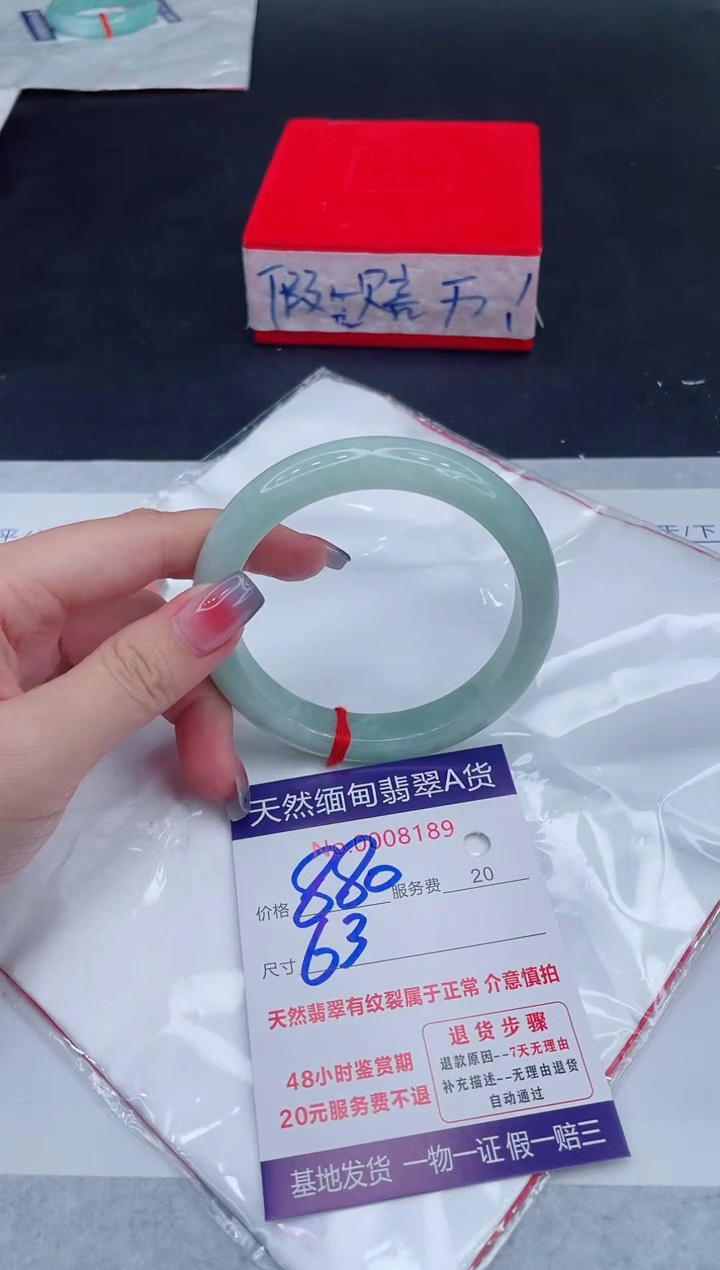 假一赔万!
天然缅甸翡翠A货
No.0008189
价格 880 服务费 20
尺寸 63
天然翡翠有纹裂属于正常 介意慎拍
48小时鉴赏期
20元服务费不退
退货步骤
退款原因--7天无理由
补充描述--无理由退货
自动通过
基地发货 一物一证 假一赔三